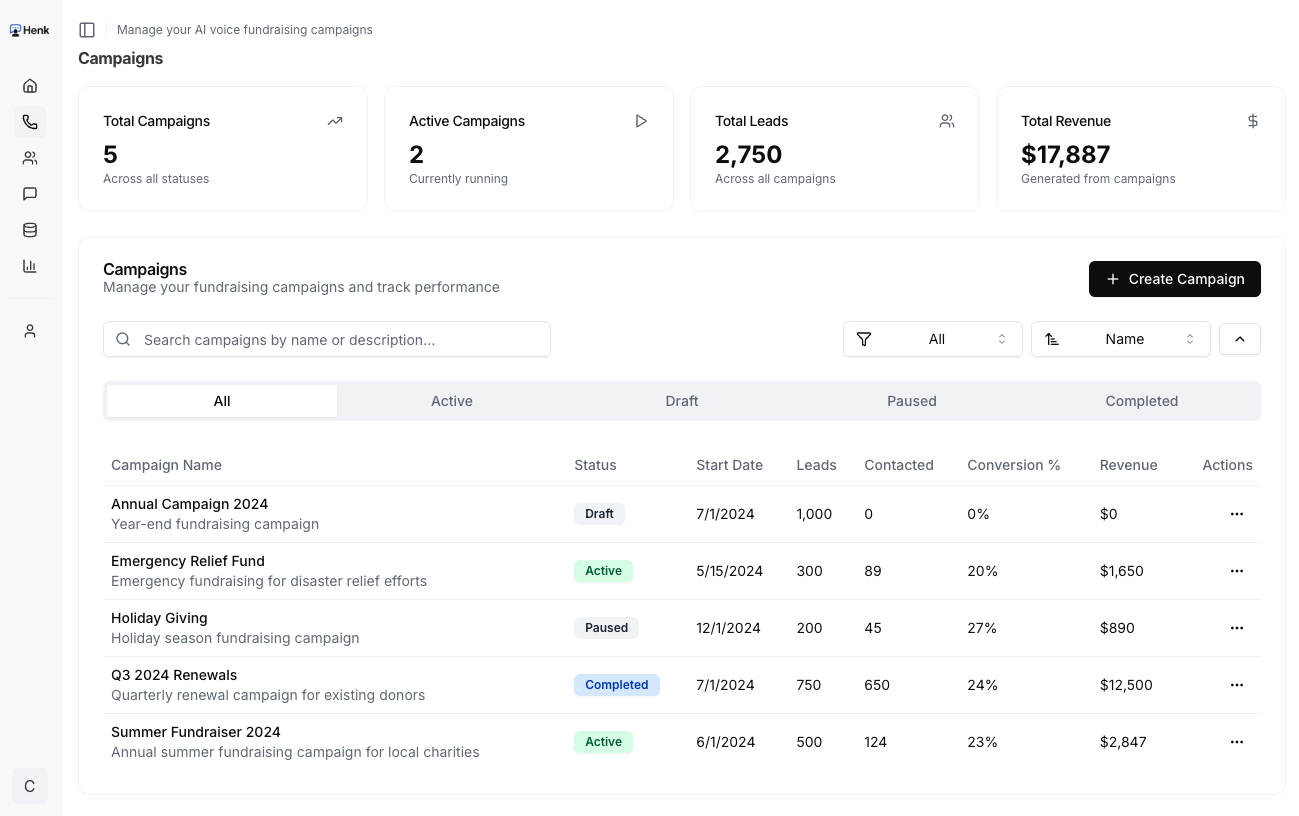 Henk
Manage your AI voice fundraising campaigns
Campaigns
Total Campaigns
5
Across all statuses
Active Campaigns
2
Currently running
Total Leads
2,750
Across all campaigns
Total Revenue
$17,887
Generated from campaigns
Campaigns
Manage your fundraising campaigns and track performance
Create Campaign
Search campaigns by name or description...
All
Name
All Active Draft Paused Completed
Campaign Name Status Start Date Leads Contacted Conversion % Revenue Actions
Annual Campaign 2024
Year-end fundraising campaign
Draft 7/1/2024 1,000 0 0% $0
Emergency Relief Fund
Emergency fundraising for disaster relief efforts
Active 5/15/2024 300 89 20% $1,650
Holiday Giving
Holiday season fundraising campaign
Paused 12/1/2024 200 45 27% $890
Q3 2024 Renewals
Quarterly renewal campaign for existing donors
Completed 7/1/2024 750 650 24% $12,500
Summer Fundraiser 2024
Annual summer fundraising campaign for local charities
Active 6/1/2024 500 124 23% $2,847
C